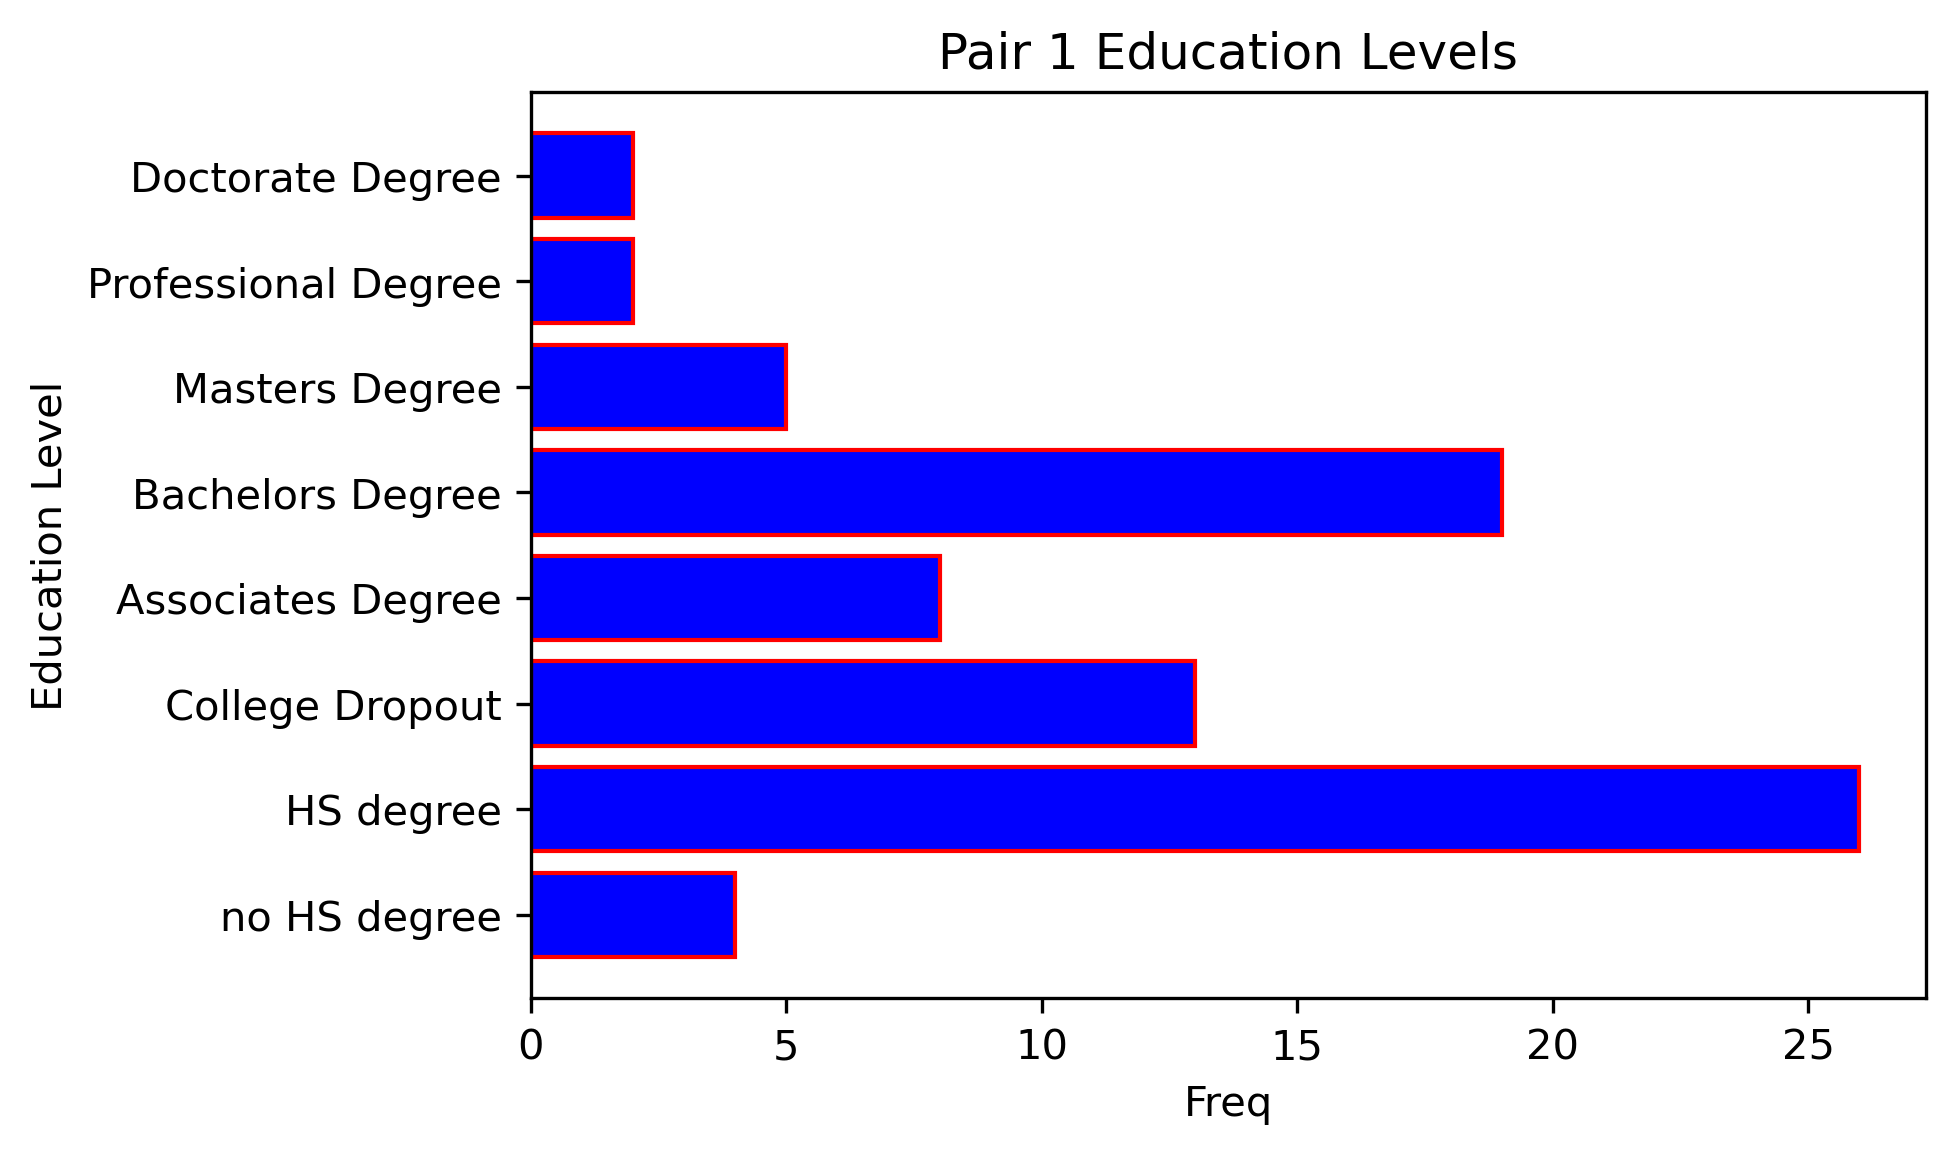 Pair 1 Education Levels
Education Level
Doctorate Degree
Professional Degree
Masters Degree
Bachelors Degree
Associates Degree
College Dropout
HS degree
no HS degree
0 5 10 15 20 25
Freq